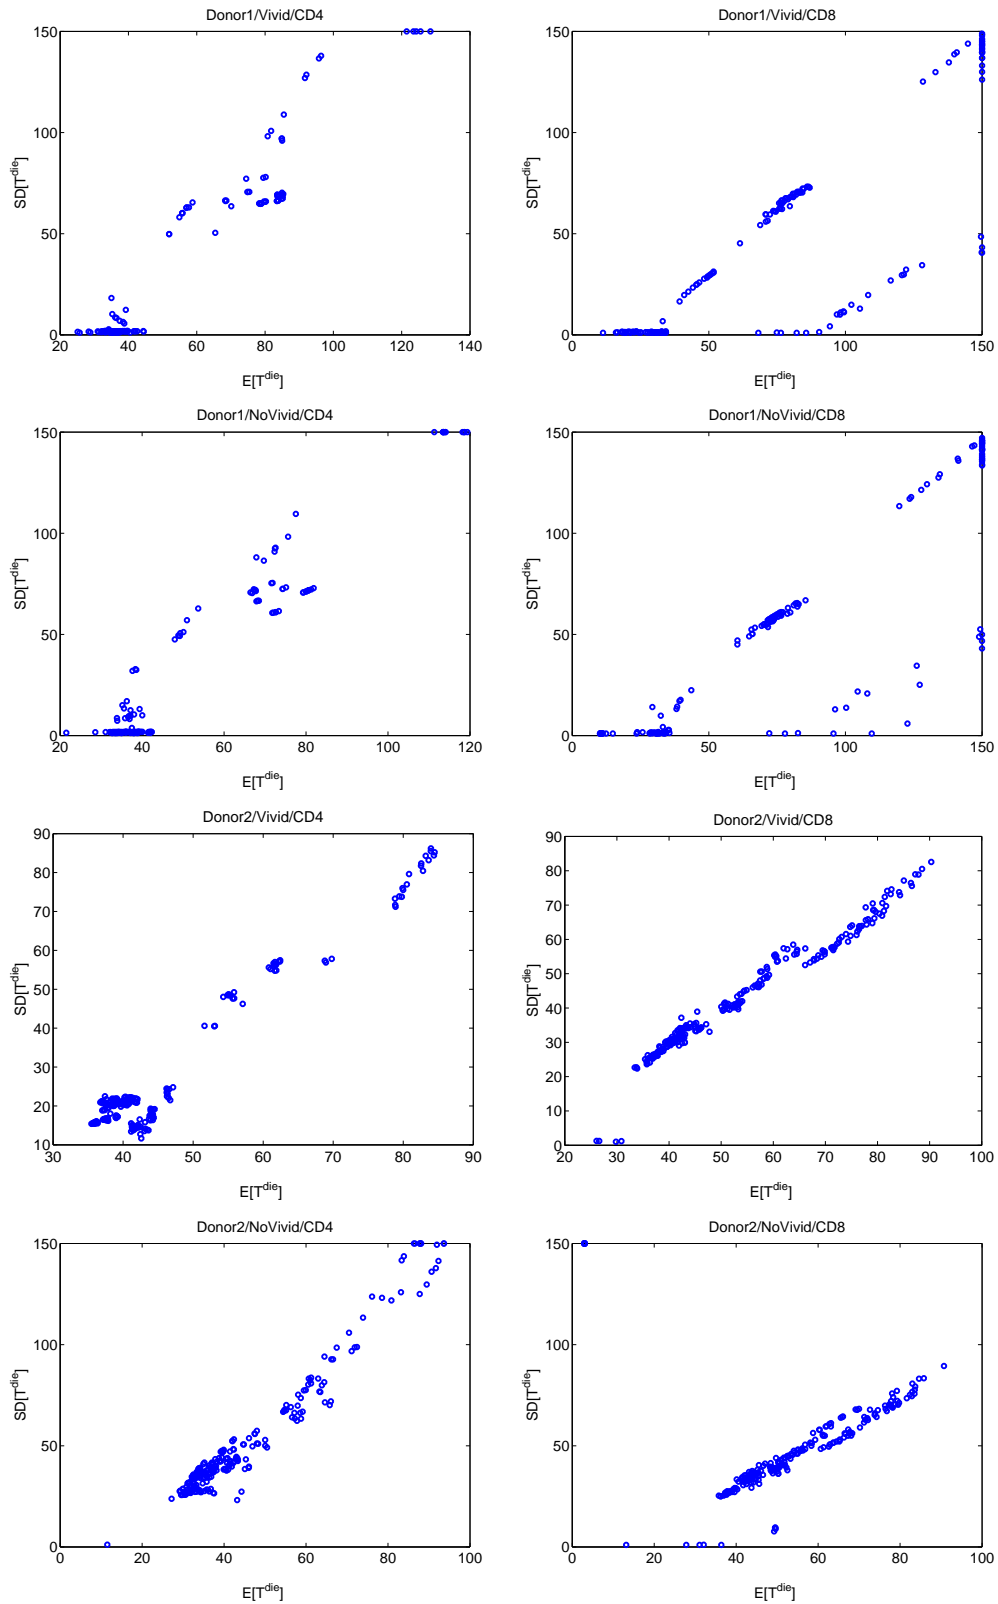 Donor1/Vivid/CD4
150
100
50
0
SD[T^die]
20 40 60 80 100 120 140
E[T^die]
Donor1/Vivid/CD8
150
100
50
0
SD[T^die]
0 50 100 150
E[T^die]
Donor1/NoVivid/CD4
150
100
50
0
SD[T^die]
20 40 60 80 100 120
E[T^die]
Donor1/NoVivid/CD8
150
100
50
0
SD[T^die]
0 50 100 150
E[T^die]
Donor2/Vivid/CD4
90
80
70
60
50
40
30
20
10
SD[T^die]
30 40 50 60 70 80 90
E[T^die]
Donor2/Vivid/CD8
90
80
70
60
50
40
30
20
10
0
SD[T^die]
20 30 40 50 60 70 80 90 100
E[T^die]
Donor2/NoVivid/CD4
150
100
50
0
SD[T^die]
0 20 40 60 80 100
E[T^die]
Donor2/NoVivid/CD8
150
100
50
0
SD[T^die]
0 20 40 60 80 100
E[T^die]